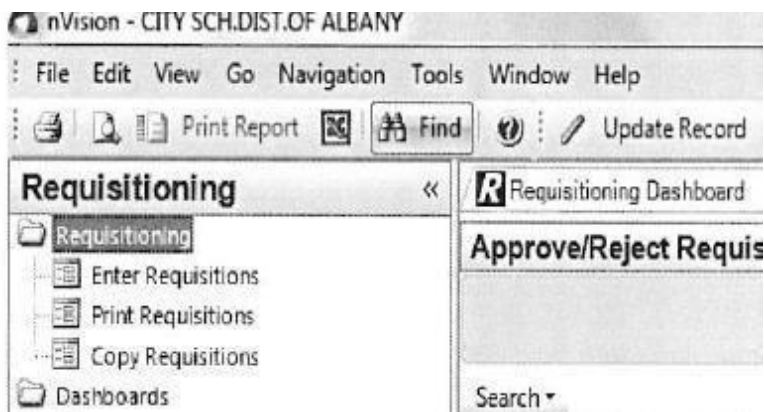 nVision - CITY SCH.DIST.OF ALBANY
File Edit View Go Navigation Tools Window Help
Print Report Find Update Record
Requisitioning «
Requisitioning
Enter Requisitions
Print Requisitions
Copy Requisitions
Dashboards
R Requisitioning Dashboard
Approve/Reject Requis
Search